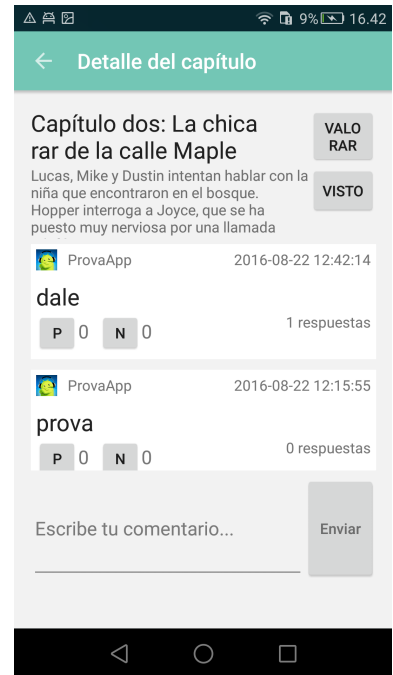 9% 16.42
Detalle del capítulo
Capítulo dos: La chica
rar de la calle Maple
VALO
RAR
Lucas, Mike y Dustin intentan hablar con la
niña que encontraron en el bosque.
Hopper interroga a Joyce, que se ha
puesto muy nerviosa por una llamada
VISTO
ProvaApp 2016-08-22 12:42:14
dale
P 0 N 0 1 respuestas
ProvaApp 2016-08-22 12:15:55
prova
P 0 N 0 0 respuestas
Escribe tu comentario...
Enviar